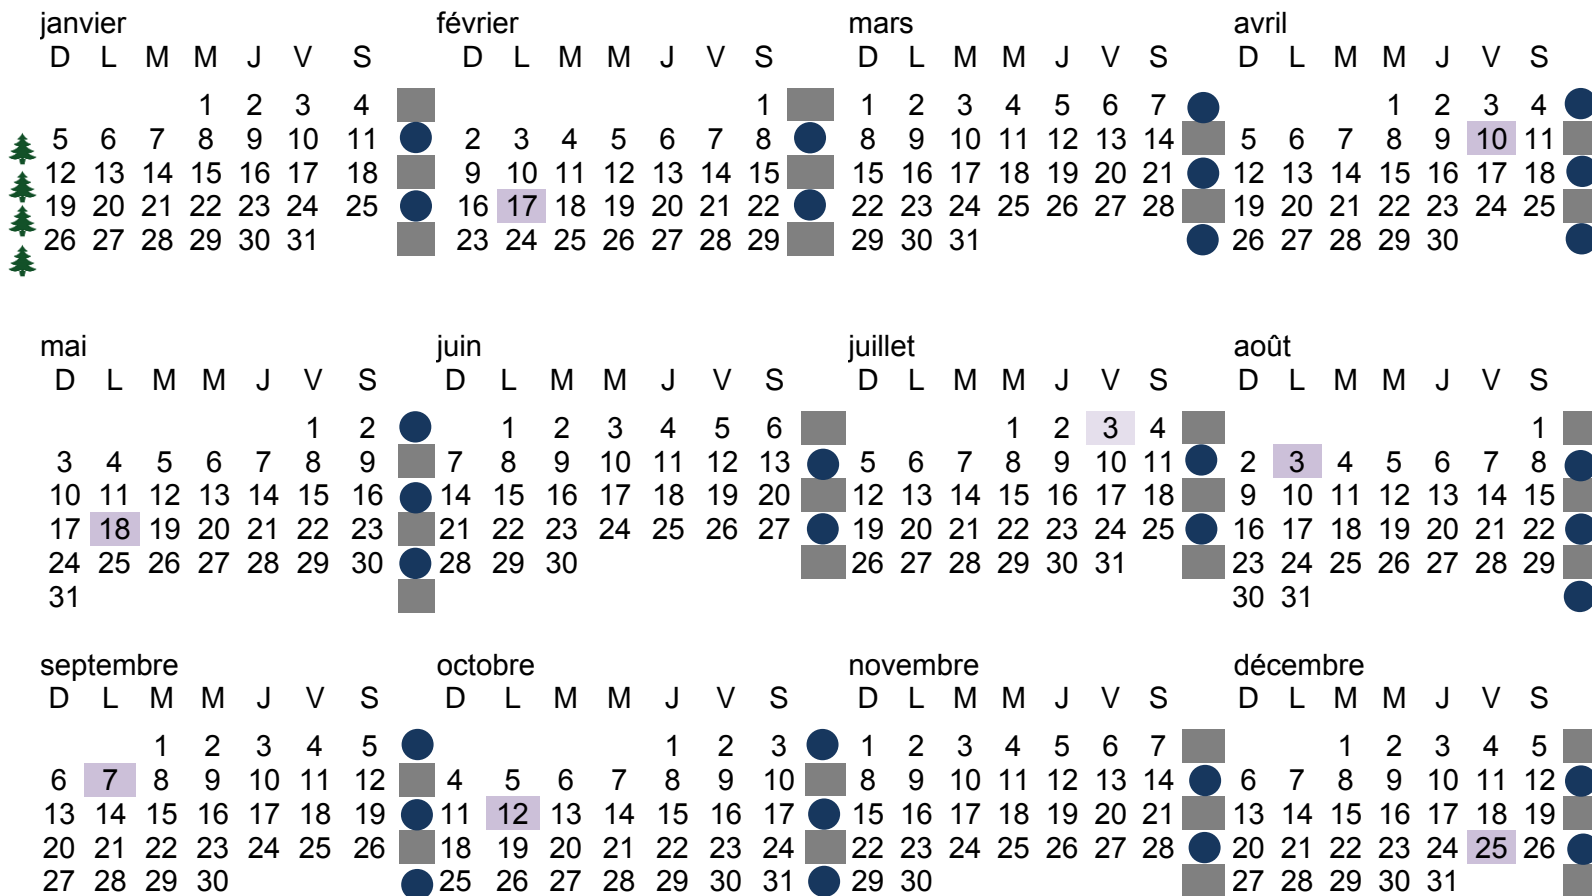 janvier février mars avril
D L M M J V S D L M M J V S D L M M J V S D L M M J V S
1 2 3 4 1 1 2 3 4 5 6 7 1 2 3 4
5 6 7 8 9 10 11 2 3 4 5 6 7 8 8 9 10 11 12 13 14 5 6 7 8 9 10 11
12 13 14 15 16 17 18 9 10 11 12 13 14 15 15 16 17 18 19 20 21 12 13 14 15 16 17 18
19 20 21 22 23 24 25 16 17 18 19 20 21 22 22 23 24 25 26 27 28 19 20 21 22 23 24 25
26 27 28 29 30 31 23 24 25 26 27 28 29 29 30 31 26 27 28 29 30
mai juin juillet août
D L M M J V S D L M M J V S D L M M J V S D L M M J V S
1 2 1 2 3 4 5 6 1 2 3 4 1
3 4 5 6 7 8 9 7 8 9 10 11 12 13 5 6 7 8 9 10 11 2 3 4 5 6 7 8
10 11 12 13 14 15 16 14 15 16 17 18 19 20 12 13 14 15 16 17 18 9 10 11 12 13 14 15
17 18 19 20 21 22 23 21 22 23 24 25 26 27 19 20 21 22 23 24 25 16 17 18 19 20 21 22
24 25 26 27 28 29 30 28 29 30 26 27 28 29 30 31 23 24 25 26 27 28 29
31 30 31
septembre octobre novembre décembre
D L M M J V S D L M M J V S D L M M J V S D L M M J V S
1 2 3 4 5 1 2 3 1 2 3 4 5 6 7 1 2 3 4 5
6 7 8 9 10 11 12 4 5 6 7 8 9 10 8 9 10 11 12 13 14 6 7 8 9 10 11 12
13 14 15 16 17 18 19 11 12 13 14 15 16 17 15 16 17 18 19 20 21 13 14 15 16 17 18 19
20 21 22 23 24 25 26 18 19 20 21 22 23 24 22 23 24 25 26 27 28 20 21 22 23 24 25 26
27 28 29 30 25 26 27 28 29 30 31 29 30 27 28 29 30 31